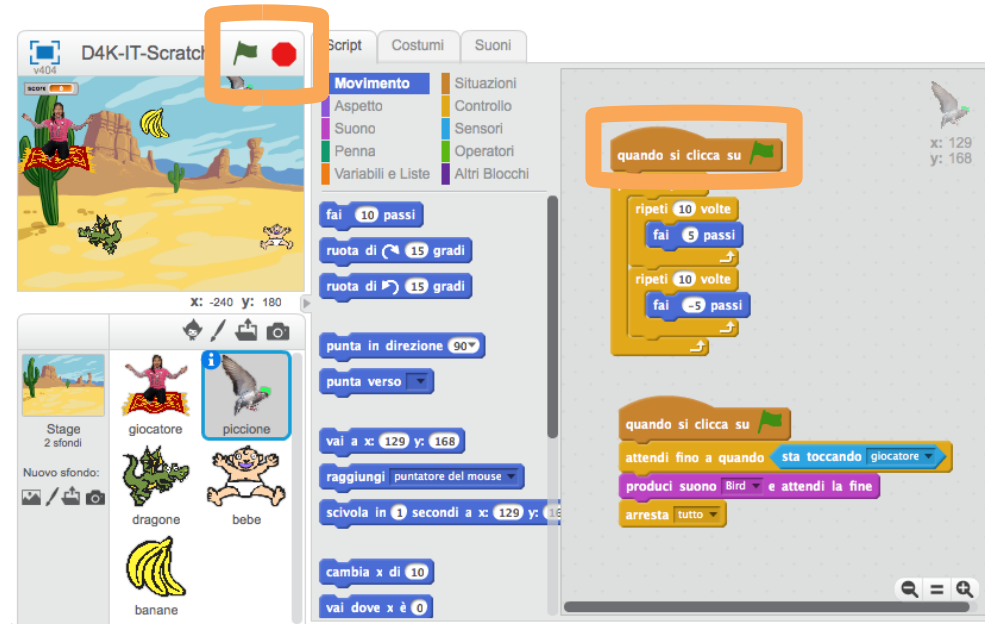 D4K-IT-Scratch
v404
score
x: -240 y: 180
Stage
2 sfondi
Nuovo sfondo:
giocatore
piccione
dragone
bebe
banane
Script
Costumi
Suoni
Movimento
Situazioni
Aspetto
Controllo
Suono
Sensori
Penna
Operatori
Variabili e Liste
Altri Blocchi
fai 10 passi
ruota di 15 gradi
ruota di 15 gradi
punta in direzione 90
punta verso
vai a x: 129 y: 168
raggiungi puntatore del mouse
scivola in 1 secondi a x: 129 y:
cambia x di 10
vai dove x è 0
x: 129
y: 168
quando si clicca su
ripeti 10 volte
fai 5 passi
ripeti 10 volte
fai -5 passi
quando si clicca su
attendi fino a quando sta toccando giocatore
produci suono Bird e attendi la fine
arresta tutto